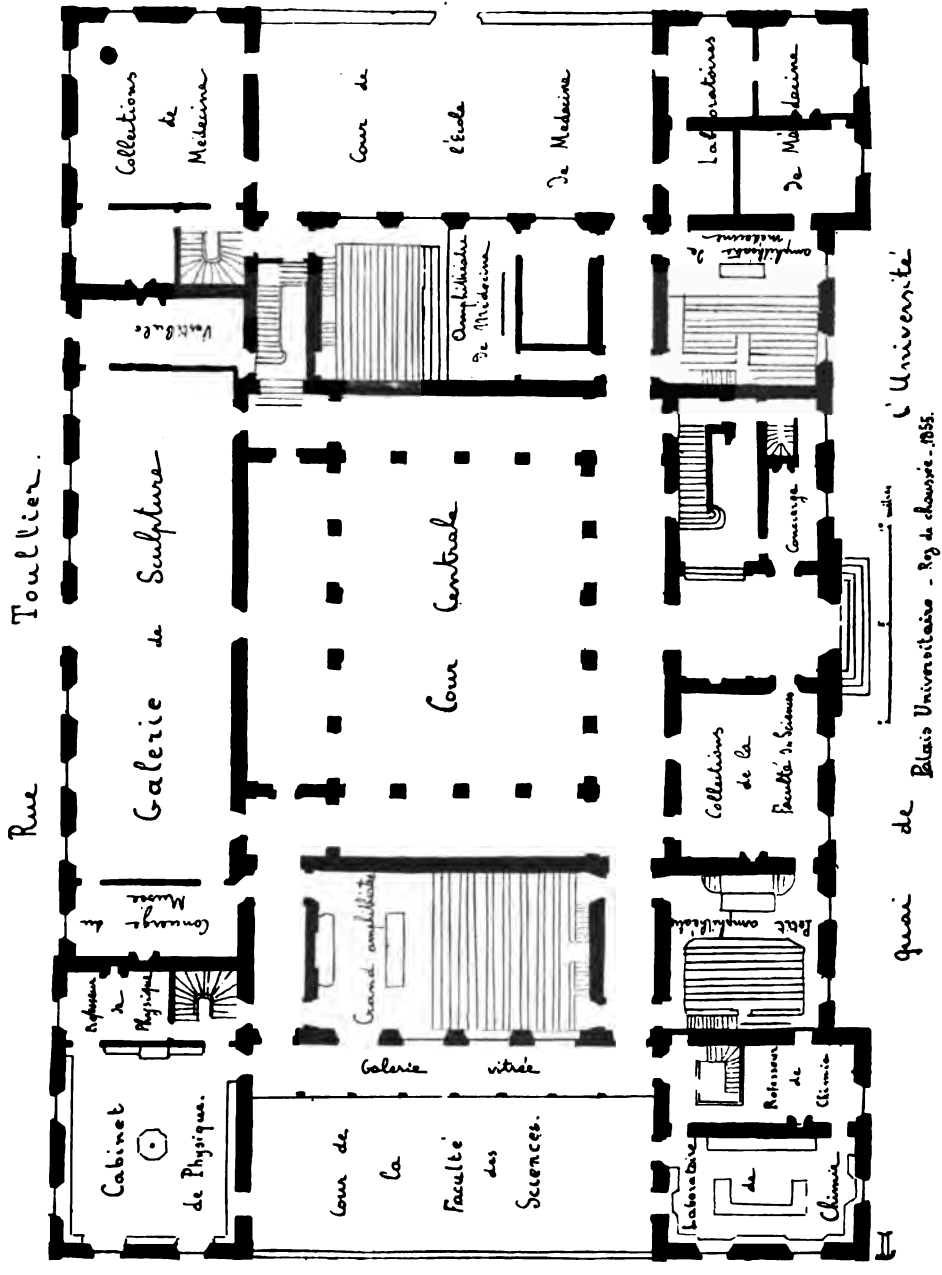 Rue Toullier.
Collections
de
Médecine
Vestibule
Galerie de Sculpture
Concierge du
Musée
Professeur
de
Physique
Cabinet
de Physique.
Cour de
l'École
de Médecine
Amphithéâtre
de Médecine
Cour Centrale
Grand amphithéâtre
Galerie vitrée
Cour de
la
Faculté
des
Sciences.
Laboratoires
de Médecine
amphithéâtre de
médecine
Concierge
Collections
de la
Faculté des Sciences
Petit
amphithéâtre
Professeur
de
Chimie
Laboratoire
de
Chimie
quai de l'Université
Palais Universitaire - Rez de chaussée - 1855.
II